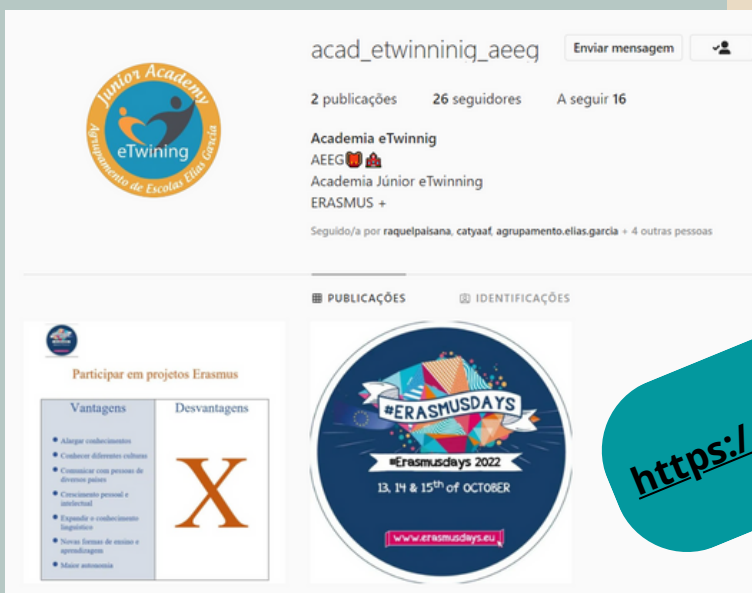 acad_etwinninig_aeeg Enviar mensagem
2 publicações 26 seguidores A seguir 16
Academia eTwinnig
AEEG
Academia Júnior eTwinning
ERASMUS +
Seguido/a por raquelpaisana, catyaaf, agrupamento.elias.garcia + 4 outras pessoas
Junior Academy
eTwining
Agrupamento de Escolas Elias Garcia
PUBLICAÇÕES IDENTIFICAÇÕES
Participar em projetos Erasmus
Vantagens Desvantagens
Alargar conhecimentos
Conhecer diferentes culturas
Comunicar com pessoas de
diversos países
Crescimento pessoal e
intelectual
Expandir o conhecimento
linguístico
Novas formas de ensino e
aprendizagem
Maior autonomia
X
#ERASMUSDAYS
#Erasmusdays 2022
13, 14 & 15th of OCTOBER
www.erasmusdays.eu
https:/